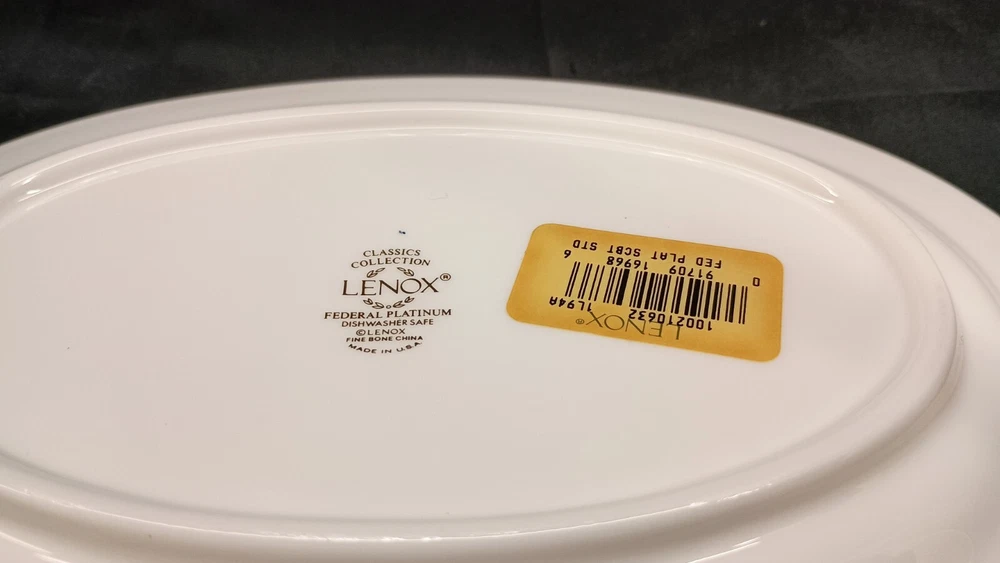 CLASSICS
COLLECTION
LENOX®
FEDERAL PLATINUM
DISHWASHER SAFE
©LENOX
FINE BONE CHINA
MADE IN U.S.A.
LENOX®
100210632 1L94A
0 91709 16968 6
FED PLAT SCBT STD